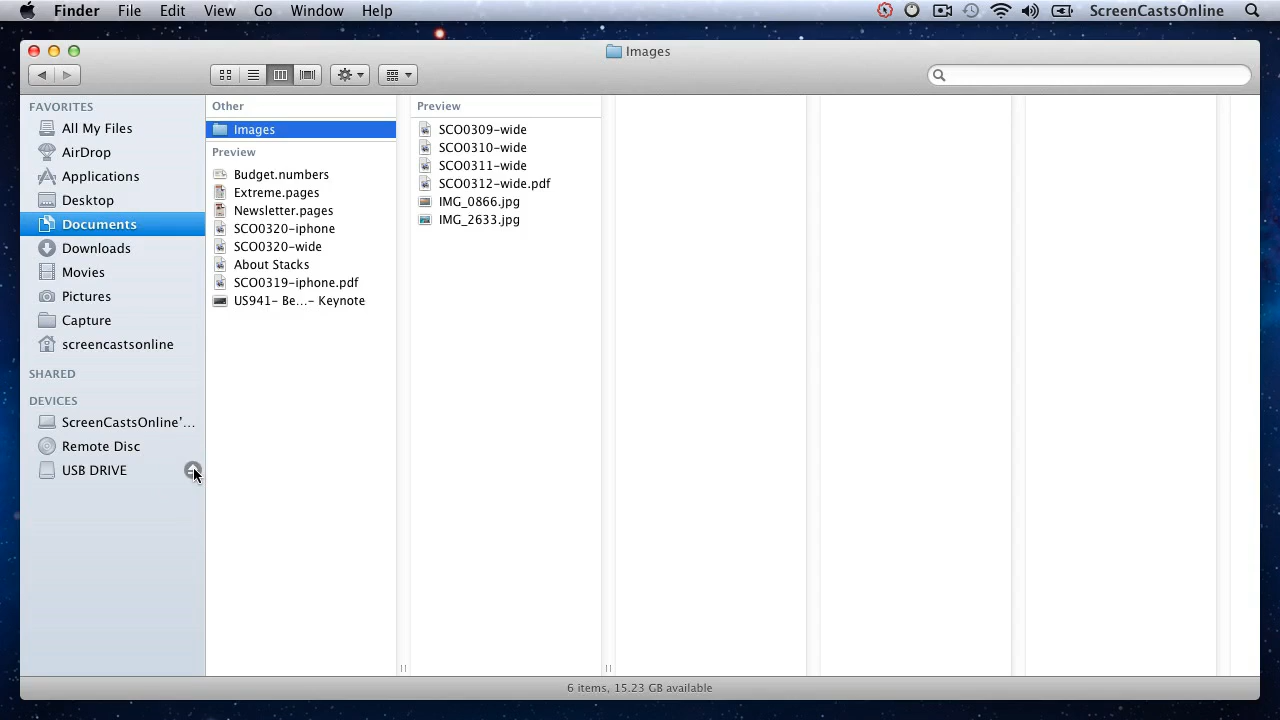 Finder File Edit View Go Window Help ScreenCastsOnline
Images
FAVORITES
All My Files
AirDrop
Applications
Desktop
Documents
Downloads
Movies
Pictures
Capture
screencastsonline
SHARED
DEVICES
ScreenCastsOnline'...
Remote Disc
USB DRIVE
Other
Images
Preview
Budget.numbers
Extreme.pages
Newsletter.pages
SCO0320-iphone
SCO0320-wide
About Stacks
SCO0319-iphone.pdf
US941- Be...- Keynote
Preview
SCO0309-wide
SCO0310-wide
SCO0311-wide
SCO0312-wide.pdf
IMG_0866.jpg
IMG_2633.jpg
6 items, 15.23 GB available